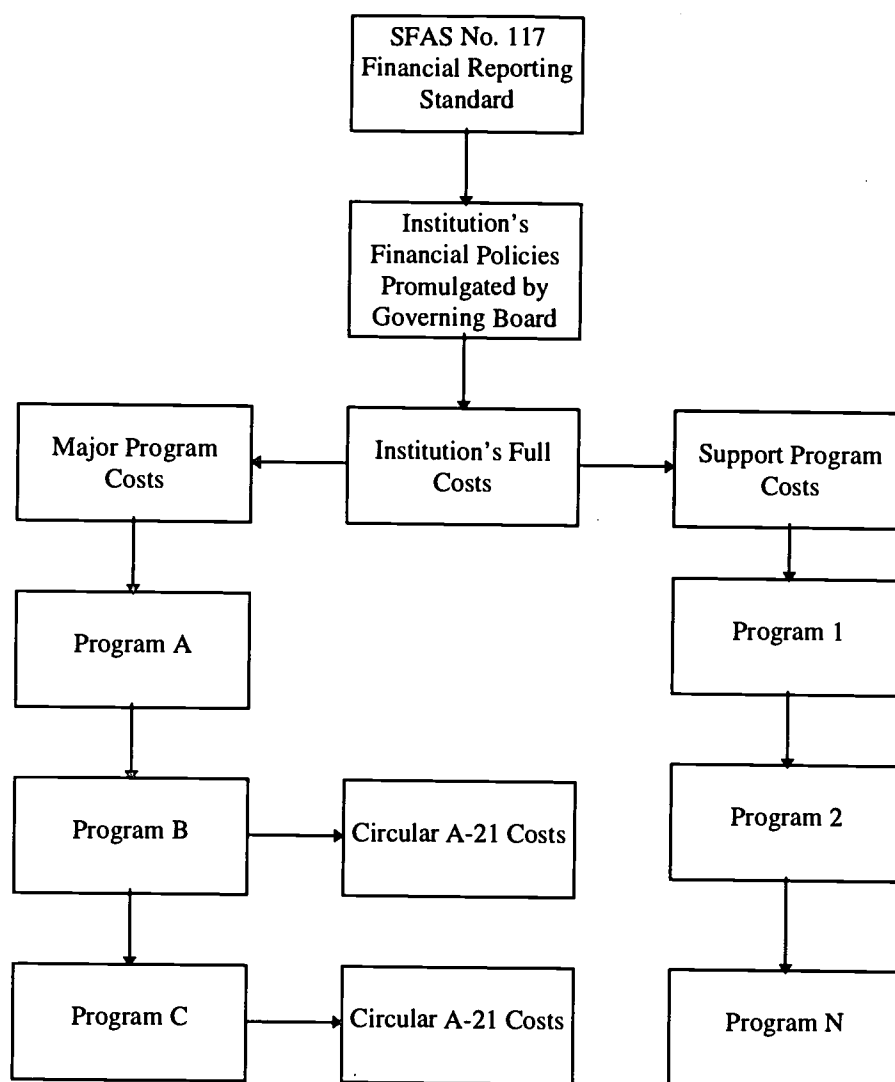 SFAS No. 117
Financial Reporting
Standard
Institution's
Financial Policies
Promulgated by
Governing Board
Major Program
Costs
Institution's Full
Costs
Support Program
Costs
Program A
Program 1
Program B
Circular A-21 Costs
Program 2
Program C
Circular A-21 Costs
Program N